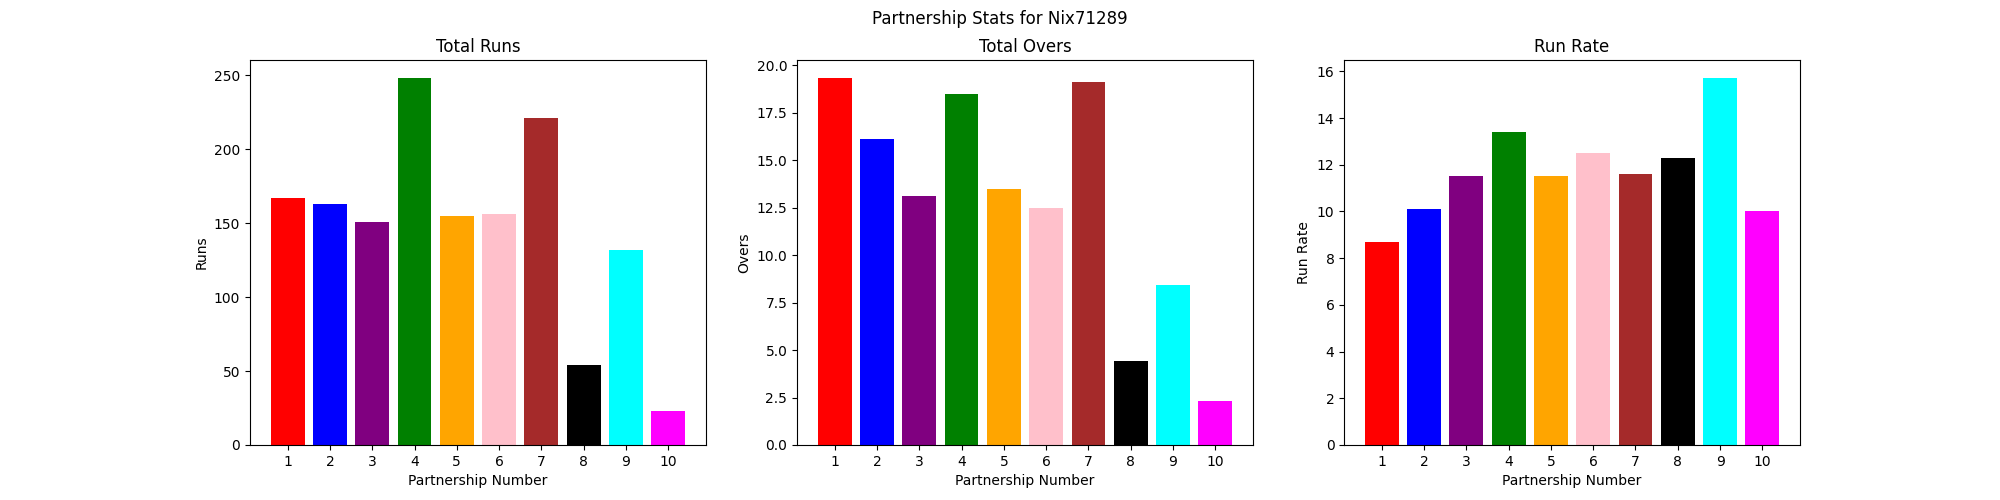 Partnership Stats for Nix71289
Total Runs
250
200
150
100
50
0
Runs
1 2 3 4 5 6 7 8 9 10
Partnership Number
Total Overs
20.0
17.5
15.0
12.5
10.0
7.5
5.0
2.5
0.0
Overs
1 2 3 4 5 6 7 8 9 10
Partnership Number
Run Rate
16
14
12
10
8
6
4
2
0
Run Rate
1 2 3 4 5 6 7 8 9 10
Partnership Number